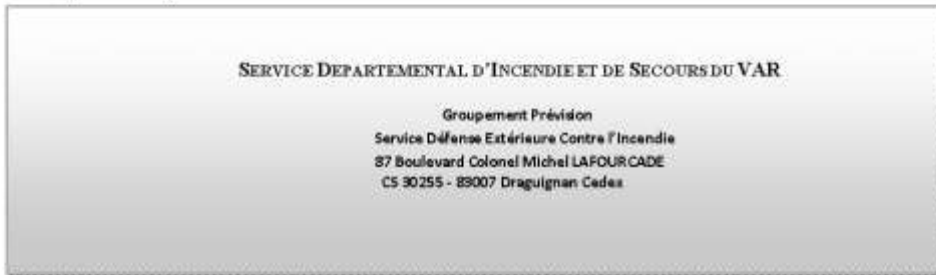 SERVICE DEPARTEMENTAL D'INCENDIE ET DE SECOURS DU VAR
Groupement Prévision
Service Défense Extérieure Contre l'Incendie
87 Boulevard Colonel Michel LAFOURCADE
CS 30255 - 83007 Draguignan Cedex